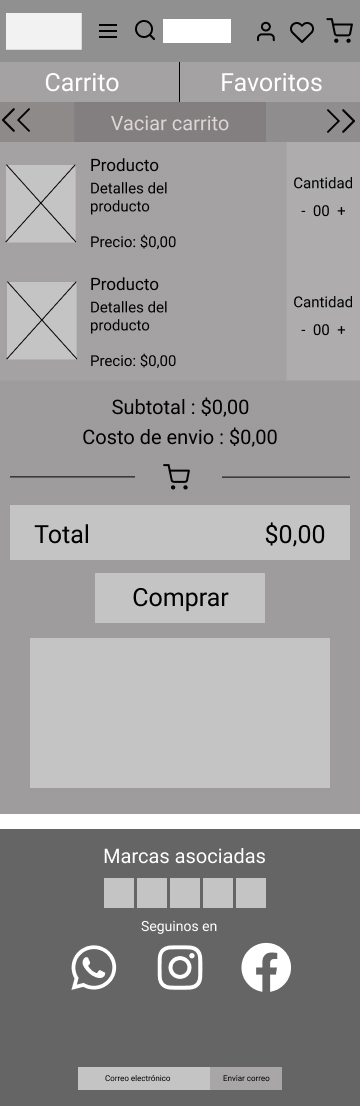 Carrito
Favoritos
Vaciar carrito
Producto
Detalles del
producto
Precio: $0,00
Cantidad
- 00 +
Producto
Detalles del
producto
Precio: $0,00
Cantidad
- 00 +
Subtotal : $0,00
Costo de envio : $0,00
Total $0,00
Comprar
Marcas asociadas
Seguinos en
Correo electrónico
Enviar correo